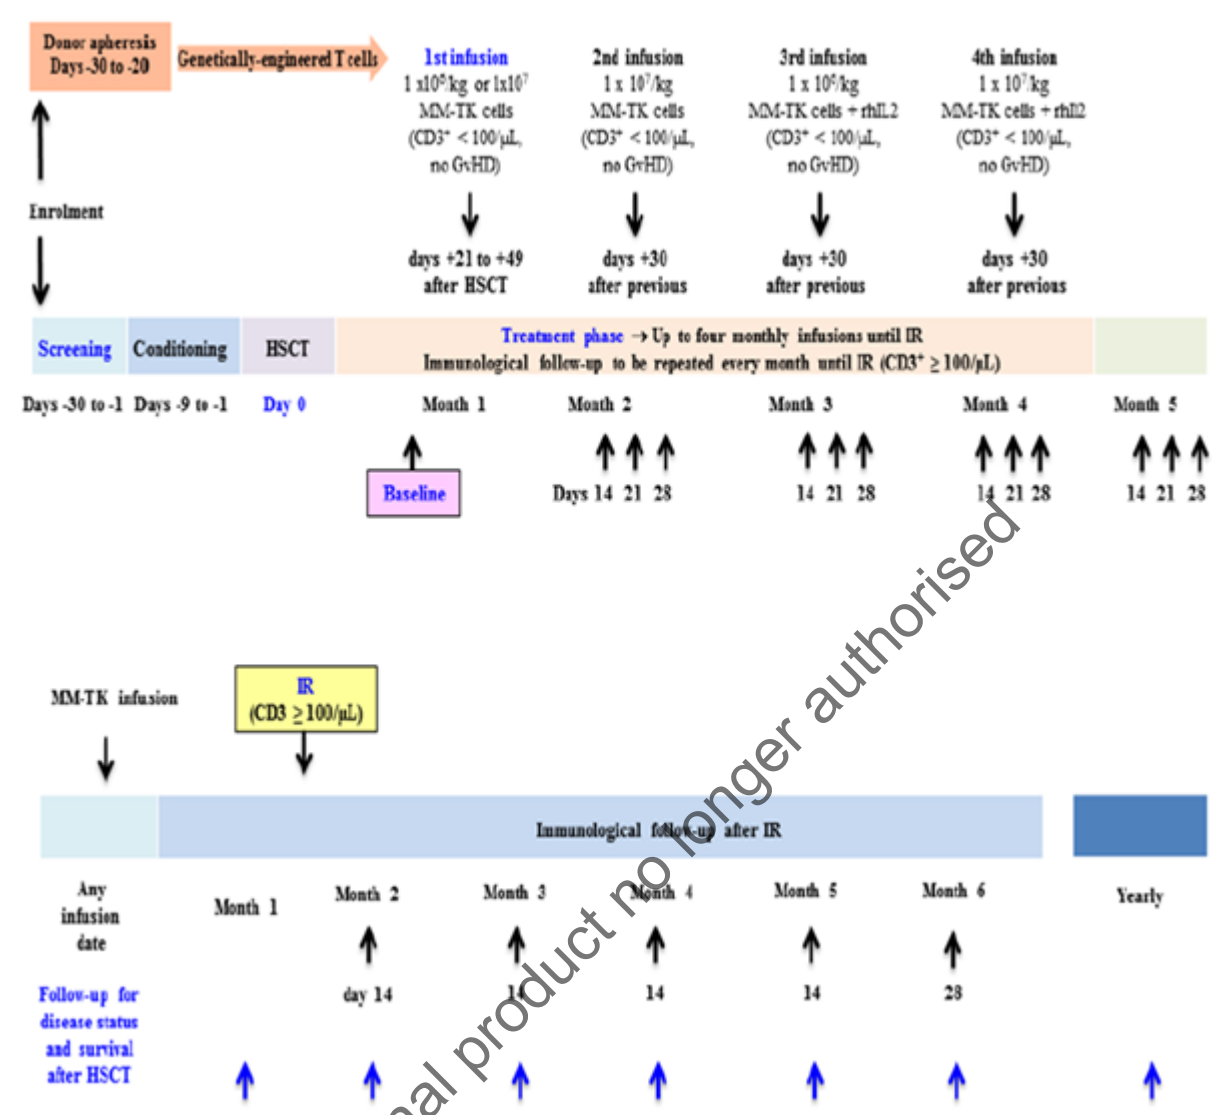 Donor apheresis
Days -30 to -20
Genetically-engineered T cells
1st infusion
1 x10⁶/kg or 1x10⁷
MM-TK cells
(CD3⁺ < 100/µL,
no GvHD)
2nd infusion
1 x 10⁷/kg
MM-TK cells
(CD3⁺ < 100/µL,
no GvHD)
3rd infusion
1 x 10⁶/kg
MM-TK cells + rhIL2
(CD3⁺ < 100/µL,
no GvHD)
4th infusion
1 x 10⁷/kg
MM-TK cells + rhIl2
(CD3⁺ < 100/µL,
no GvHD)
Enrolment
days +21 to +49
after HSCT
days +30
after previous
days +30
after previous
days +30
after previous
Screening
Conditioning
HSCT
Treatment phase → Up to four monthly infusions until IR
Immunological follow-up to be repeated every month until IR (CD3⁺ ≥ 100/µL)
Days -30 to -1 Days -9 to -1 Day 0 Month 1 Month 2 Month 3 Month 4 Month 5
Baseline
Days 14 21 28 14 21 28 14 21 28 14 21 28
MM-TK infusion
IR
(CD3 ≥ 100/µL)
Immunological follow-up after IR
Any
infusion
date
Month 1 Month 2 Month 3 Month 4 Month 5 Month 6 Yearly
day 14 14 14 14 28
Follow-up for
disease status
and survival
after HSCT
product no longer authorised